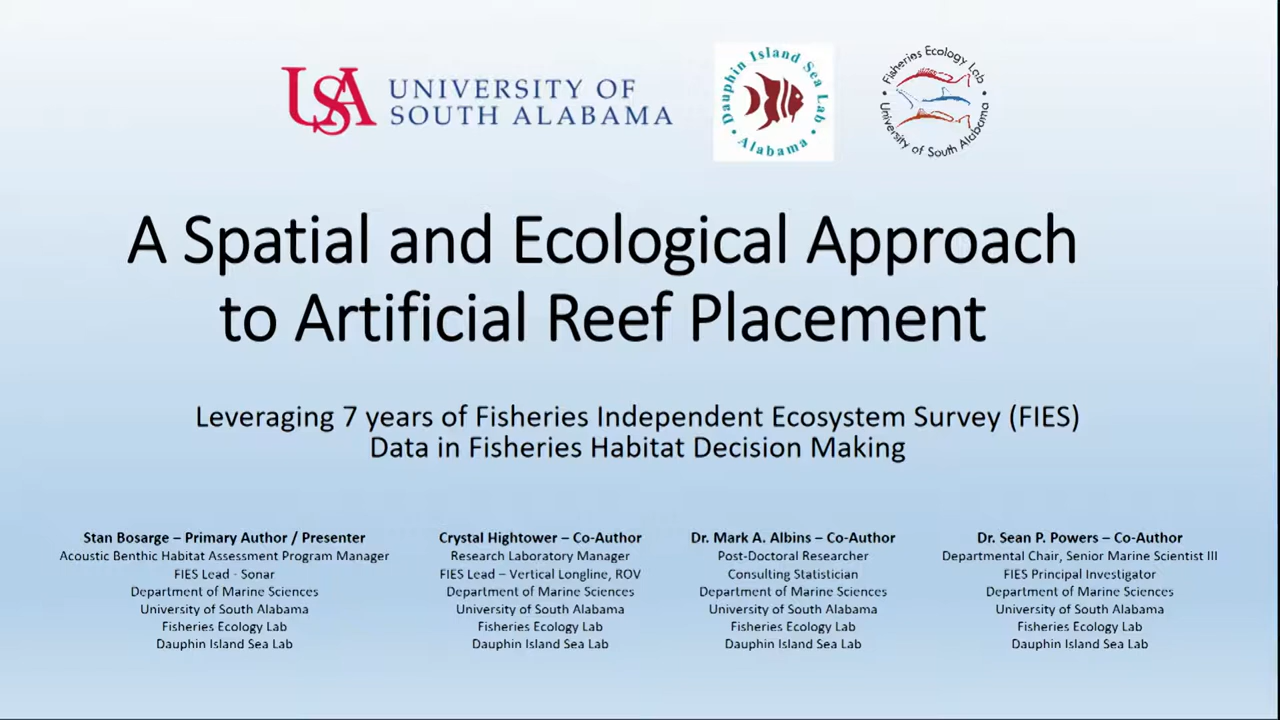 USA
UNIVERSITY OF
SOUTH ALABAMA
Dauphin Island Sea Lab
• Alabama •
Fisheries Ecology Lab
• University of South Alabama •
A Spatial and Ecological Approach
to Artificial Reef Placement
Leveraging 7 years of Fisheries Independent Ecosystem Survey (FIES)
Data in Fisheries Habitat Decision Making
Stan Bosarge – Primary Author / Presenter
Acoustic Benthic Habitat Assessment Program Manager
FIES Lead - Sonar
Department of Marine Sciences
University of South Alabama
Fisheries Ecology Lab
Dauphin Island Sea Lab
Crystal Hightower – Co-Author
Research Laboratory Manager
FIES Lead – Vertical Longline, ROV
Department of Marine Sciences
University of South Alabama
Fisheries Ecology Lab
Dauphin Island Sea Lab
Dr. Mark A. Albins – Co-Author
Post-Doctoral Researcher
Consulting Statistician
Department of Marine Sciences
University of South Alabama
Fisheries Ecology Lab
Dauphin Island Sea Lab
Dr. Sean P. Powers – Co-Author
Departmental Chair, Senior Marine Scientist III
FIES Principal Investigator
Department of Marine Sciences
University of South Alabama
Fisheries Ecology Lab
Dauphin Island Sea Lab